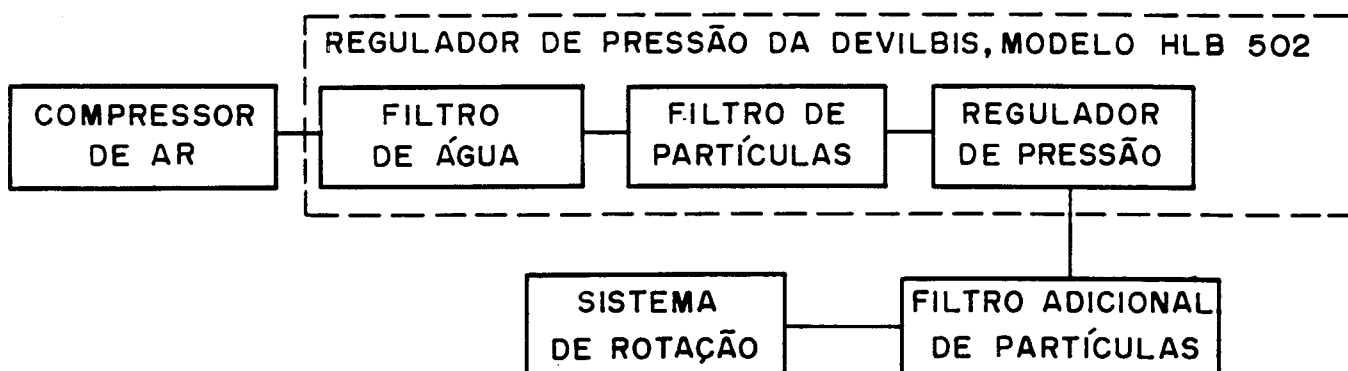 REGULADOR DE PRESSÃO DA DEVILBIS, MODELO HLB 502
COMPRESSOR
DE AR
FILTRO
DE ÁGUA
FILTRO DE
PARTÍCULAS
REGULADOR
DE PRESSÃO
SISTEMA
DE ROTAÇÃO
FILTRO ADICIONAL
DE PARTÍCULAS